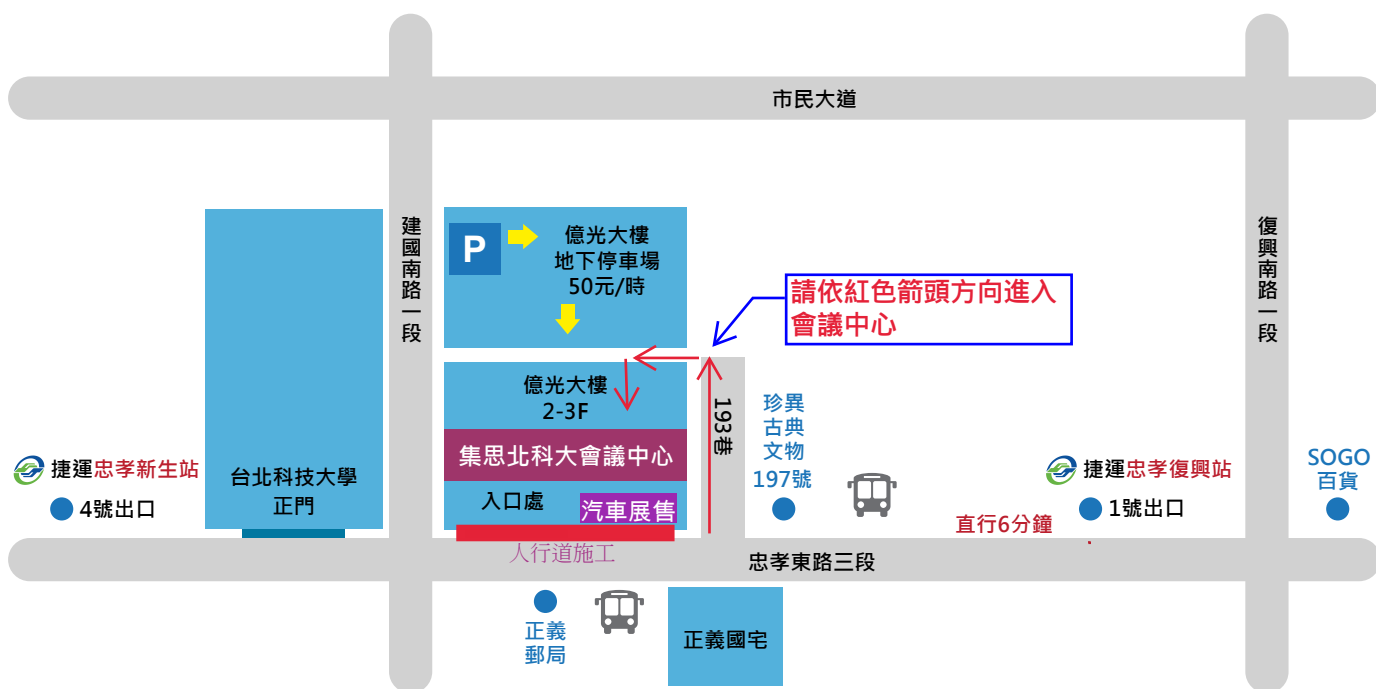 市民大道
建國南路一段
復興南路一段
P
億光大樓
地下停車場
50元/時
請依紅色箭頭方向進入
會議中心
億光大樓
2-3F
集思北科大會議中心
入口處
汽車展售
人行道施工
193巷
珍異
古典
文物
197號
捷運忠孝新生站
4號出口
台北科技大學
正門
捷運忠孝復興站
1號出口
直行6分鐘
SOGO
百貨
忠孝東路三段
正義
郵局
正義國宅